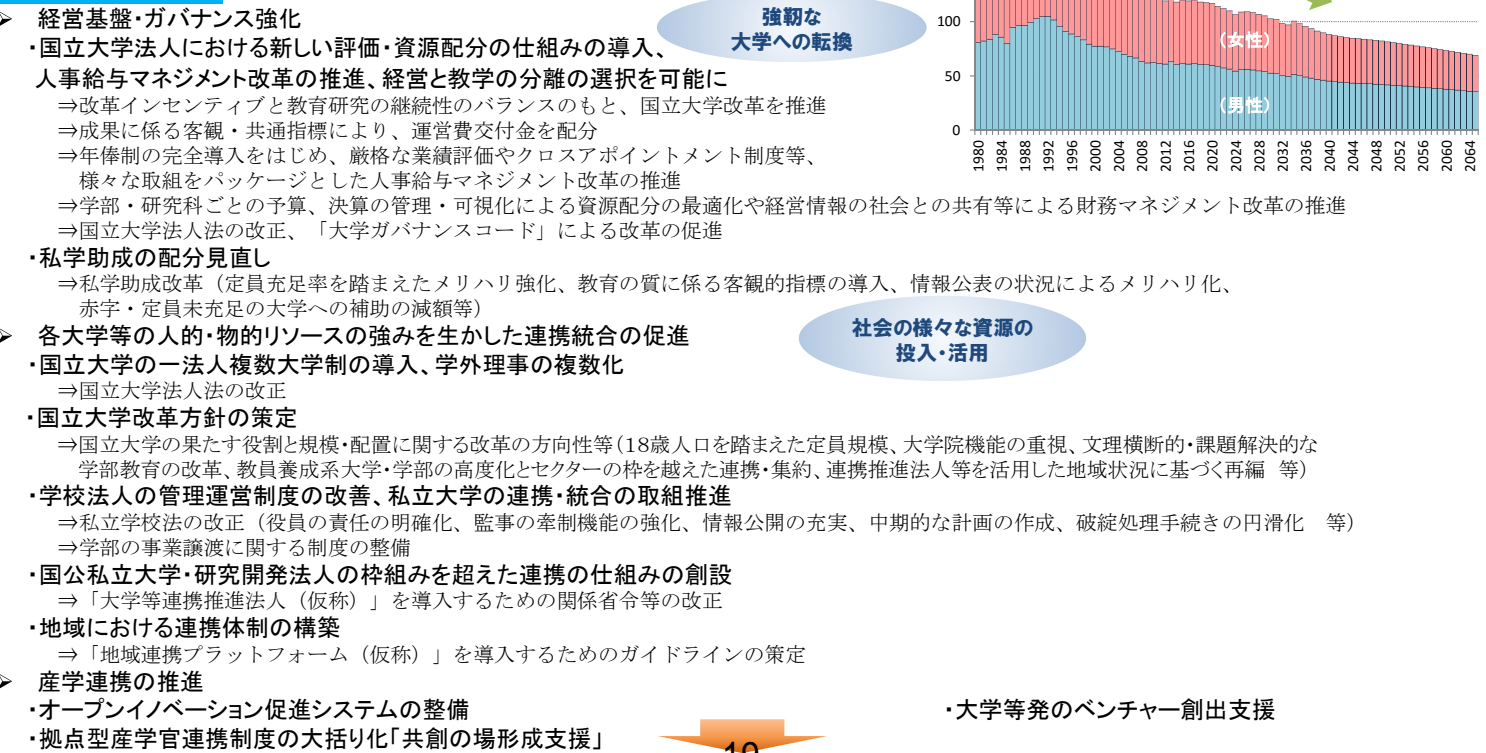 ➢ 経営基盤・ガバナンス強化
・国立大学法人における新しい評価・資源配分の仕組みの導入、
人事給与マネジメント改革の推進、経営と教学の分離の選択を可能に
⇒改革インセンティブと教育研究の継続性のバランスのもと、国立大学改革を推進
⇒成果に係る客観・共通指標により、運営費交付金を配分
⇒年俸制の完全導入をはじめ、厳格な業績評価やクロスアポイントメント制度等、
様々な取組をパッケージとした人事給与マネジメント改革の推進
⇒学部・研究科ごとの予算、決算の管理・可視化による資源配分の最適化や経営情報の社会との共有等による財務マネジメント改革の推進
⇒国立大学法人法の改正、「大学ガバナンスコード」による改革の促進
・私学助成の配分見直し
⇒私学助成改革（定員充足率を踏まえたメリハリ強化、教育の質に係る客観的指標の導入、情報公表の状況によるメリハリ化、
赤字・定員未充足の大学への補助の減額等）
強靭な
大学への転換
100
50
0
（女性）
（男性）
1980 1984 1988 1992 1996 2000 2004 2008 2012 2016 2020 2024 2028 2032 2036 2040 2044 2048 2052 2056 2060 2064
➢ 各大学等の人的・物的リソースの強みを生かした連携統合の促進
・国立大学の一法人複数大学制の導入、学外理事の複数化
⇒国立大学法人法の改正
社会の様々な資源の
投入・活用
・国立大学改革方針の策定
⇒国立大学の果たす役割と規模・配置に関する改革の方向性等（18歳人口を踏まえた定員規模、大学院機能の重視、文理横断的・課題解決的な
学部教育の改革、教員養成系大学・学部の高度化とセクターの枠を越えた連携・集約、連携推進法人等を活用した地域状況に基づく再編 等）
・学校法人の管理運営制度の改善、私立大学の連携・統合の取組推進
⇒私立学校法の改正（役員の責任の明確化、監事の牽制機能の強化、情報公開の充実、中期的な計画の作成、破綻処理手続きの円滑化 等）
⇒学部の事業譲渡に関する制度の整備
・国公私立大学・研究開発法人の枠組みを超えた連携の仕組みの創設
⇒「大学等連携推進法人（仮称）」を導入するための関係省令等の改正
・地域における連携体制の構築
⇒「地域連携プラットフォーム（仮称）」を導入するためのガイドラインの策定
➢ 産学連携の推進
・オープンイノベーション促進システムの整備
・大学等発のベンチャー創出支援
・拠点型産学官連携制度の大括り化「共創の場形成支援」